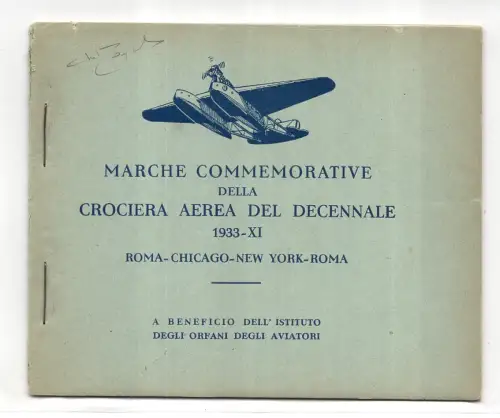 MARCHE COMMEMORATIVE
DELLA
CROCIERA AEREA DEL DECENNALE
1933-XI
ROMA-CHICAGO-NEW YORK-ROMA
A BENEFICIO DELL'ISTITUTO
DEGLI ORFANI DEGLI AVIATORI